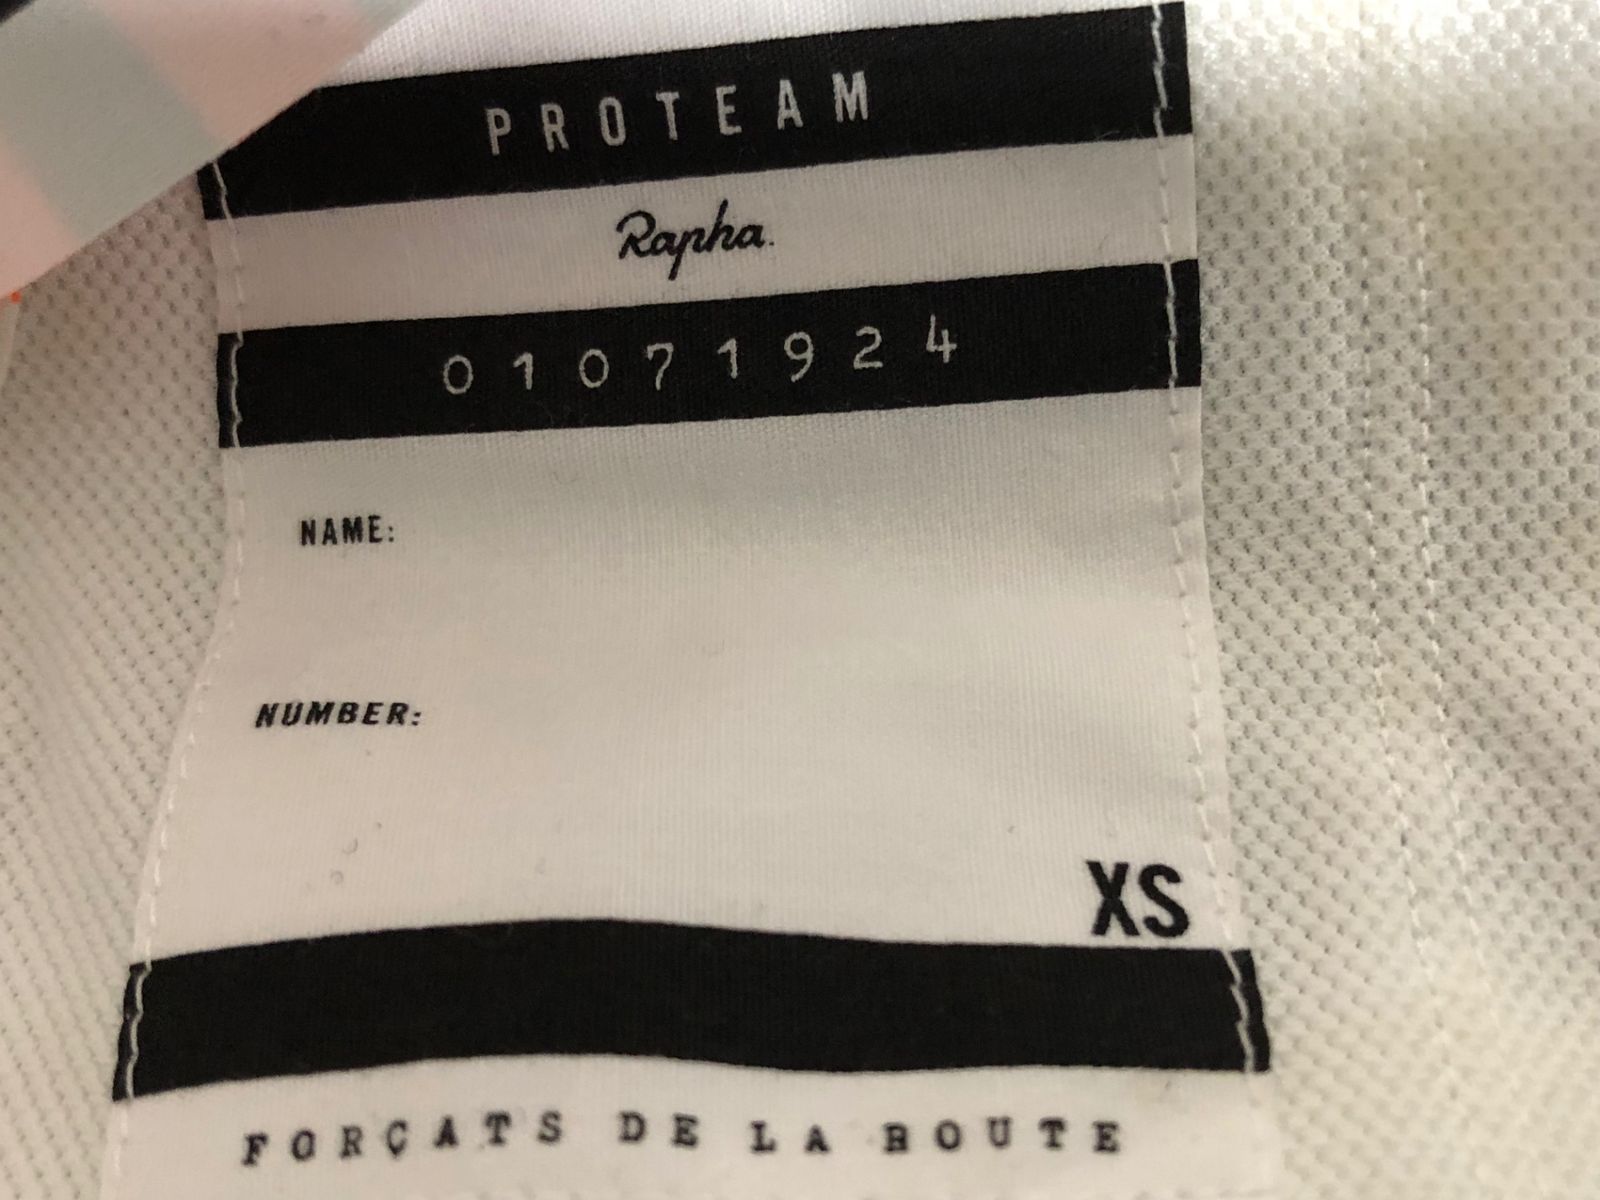 PROTEAM
Rapha.
01071924
NAME:
NUMBER:
XS
FORÇATS DE LA ROUTE